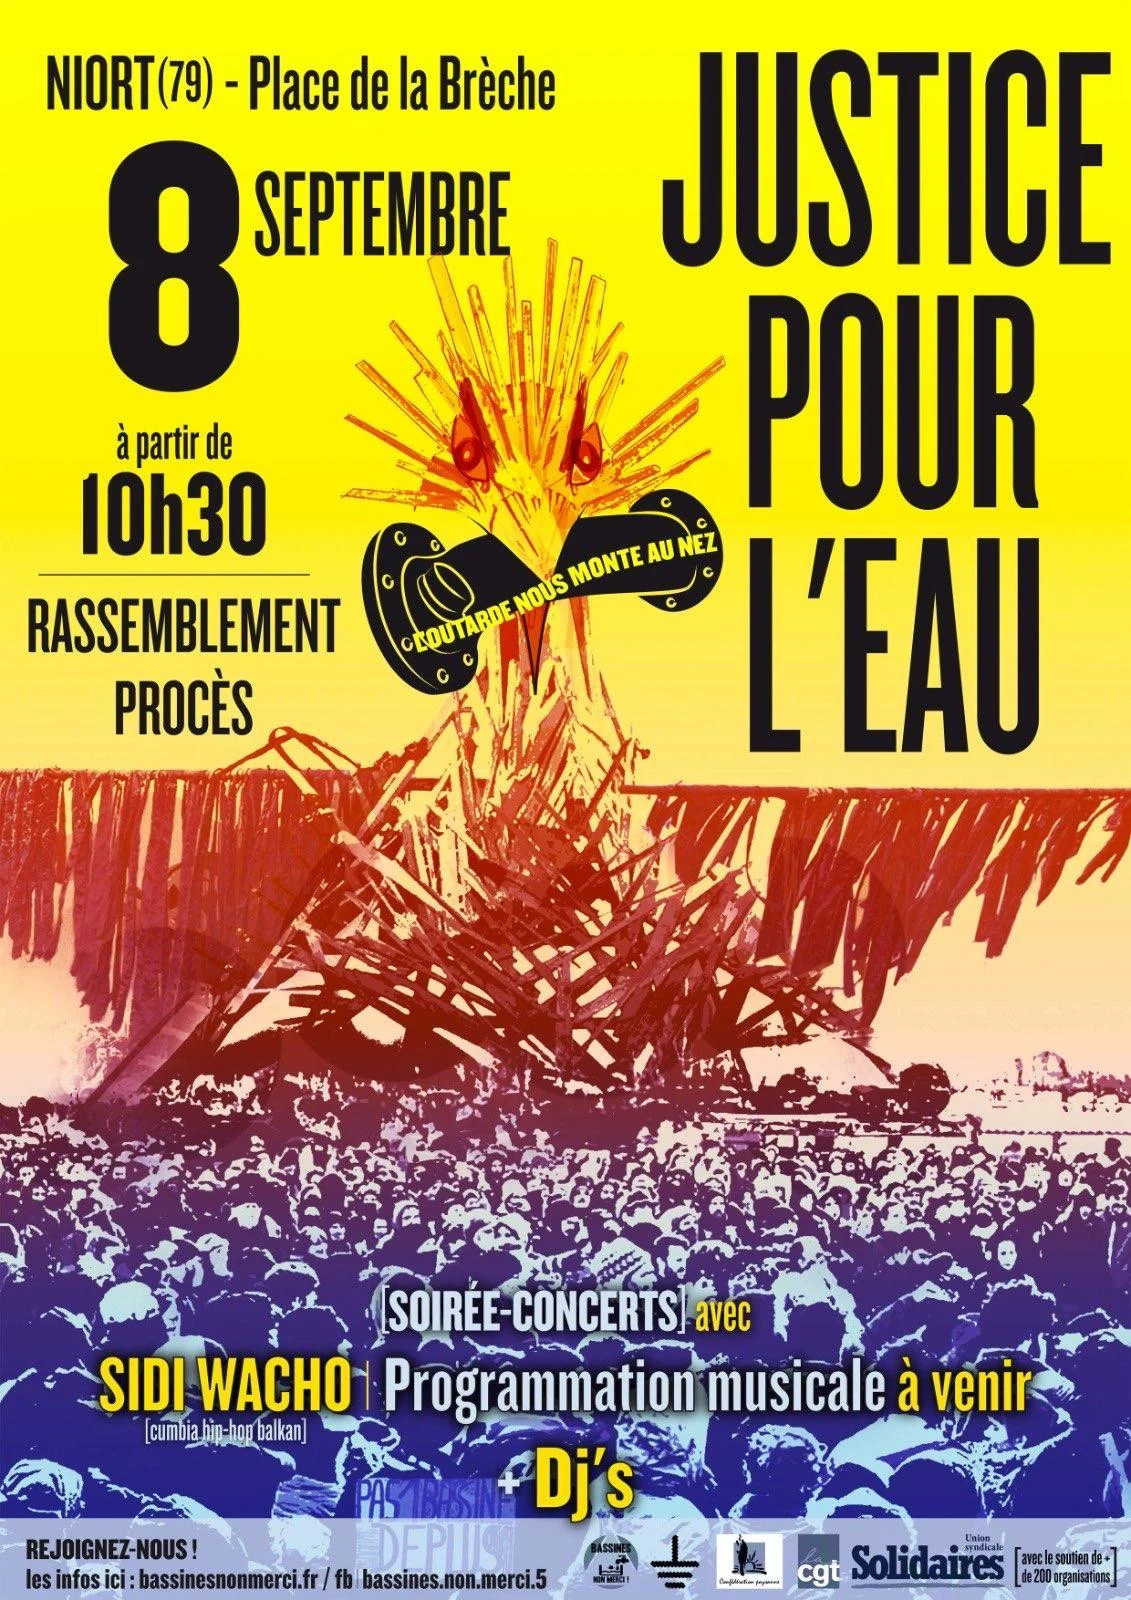 NIORT (79) - Place de la Brèche
8 SEPTEMBRE
à partir de
10h30
RASSEMBLEMENT
PROCÈS
JUSTICE
POUR
L'EAU
L'OUTARDE NOUS MONTE AU NEZ
[SOIRÉE-CONCERTS] avec
SIDI WACHO | Programmation musicale à venir
[cumbia hip-hop balkan]
+ Dj's
PAS 1 BASSINE
DE PLUS
REJOIGNEZ-NOUS !
les infos ici : bassinesnonmerci.fr / fb bassines.non.merci.5
BASSINES
NON MERCI !
Confédération paysanne
la
cgt
Union
syndicale
Solidaires
[avec le soutien de +
de 200 organisations]